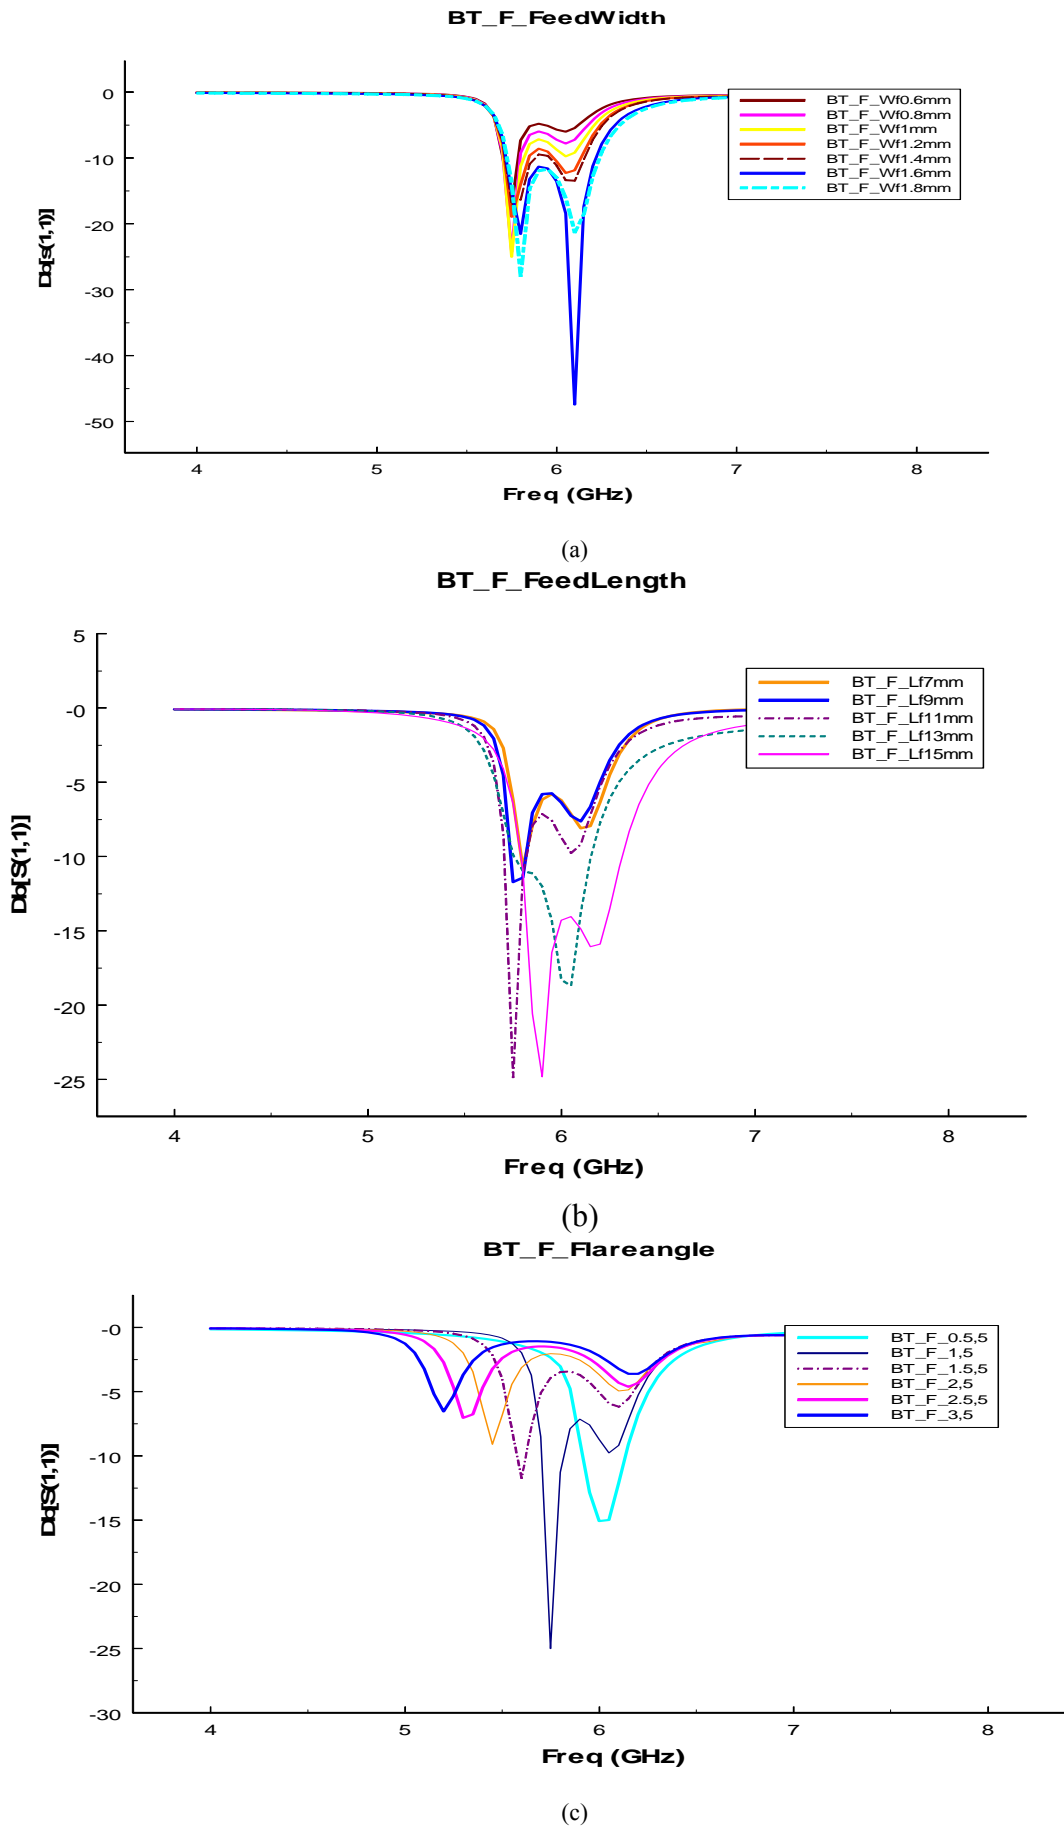 BT_F_FeedWidth
0
-10
-20
-30
-40
-50
Db[s(1,1)]
BT_F_Wf0.6mm
BT_F_Wf0.8mm
BT_F_Wf1mm
BT_F_Wf1.2mm
BT_F_Wf1.4mm
BT_F_Wf1.6mm
BT_F_Wf1.8mm
4 5 6 7 8
Freq (GHz)
(a)
BT_F_FeedLength
5
-0
-5
-10
-15
-20
-25
Db[S(1,1)]
BT_F_Lf7mm
BT_F_Lf9mm
BT_F_Lf11mm
BT_F_Lf13mm
BT_F_Lf15mm
4 5 6 7 8
Freq (GHz)
(b)
BT_F_Flareangle
-0
-5
-10
-15
-20
-25
-30
Db[S(1,1)]
BT_F_0.5,5
BT_F_1,5
BT_F_1.5,5
BT_F_2,5
BT_F_2.5,5
BT_F_3,5
4 5 6 7 8
Freq (GHz)
(c)